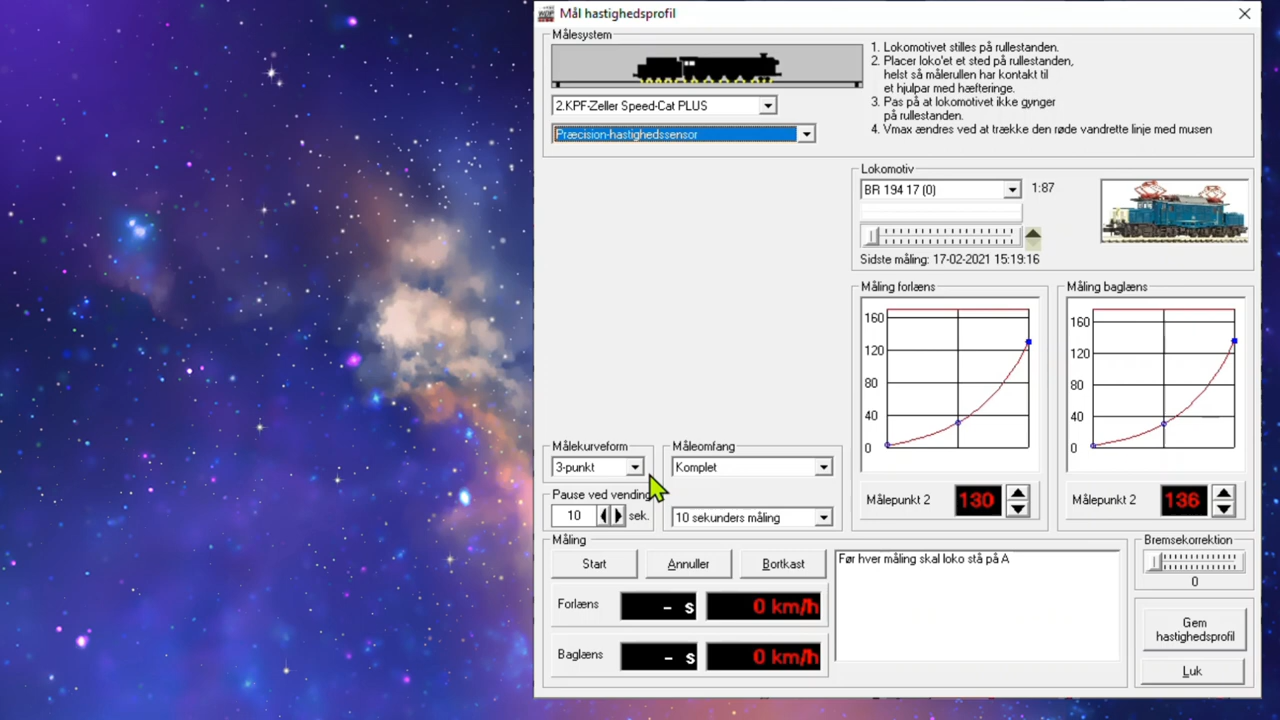 Mål hastighedsprofil
Målesystem
2.KPF-Zeller Speed-Cat PLUS
Præcision-hastighedssensor
1. Lokomotivet stilles på rullestanden.
2. Placer loko'et et sted på rullestanden,
helst så målerullen har kontakt til
et hjulpar med hæfteringe.
3. Pas på at lokomotivet ikke gynger
på rullestanden.
4. Vmax ændres ved at trække den røde vandrette linje med musen
Lokomotiv
BR 194 17 (0)
1:87
Sidste måling: 17-02-2021 15:19:16
Måling forlæns
160
120
80
40
0
Målepunkt 2
130
Måling baglæns
160
120
80
40
0
Målepunkt 2
136
Målekurveform
3-punkt
Måleomfang
Komplet
Pause ved vending
10
sek.
10 sekunders måling
Måling
Start
Annuller
Bortkast
Forlæns
- s
0 km/h
Baglæns
- s
0 km/h
Før hver måling skal loko stå på A
Bremsekorrektion
0
Gem
hastighedsprofil
Luk